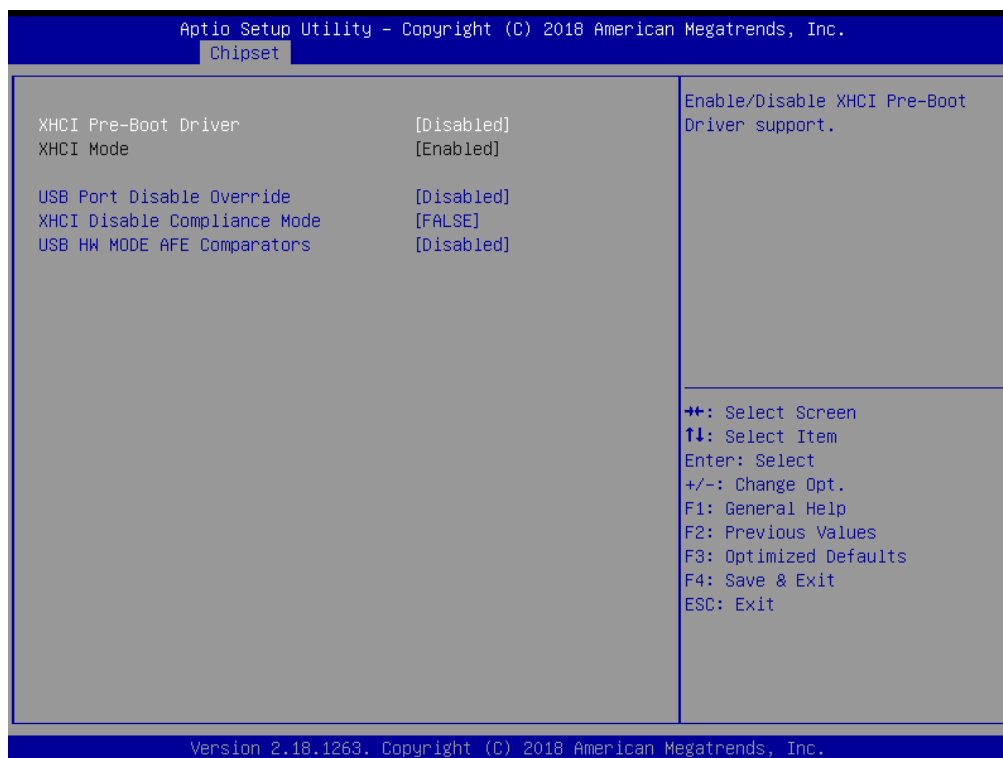 Aptio Setup Utility – Copyright (C) 2018 American Megatrends, Inc.
Chipset
XHCI Pre-Boot Driver [Disabled]
XHCI Mode [Enabled]
USB Port Disable Override [Disabled]
XHCI Disable Compliance Mode [FALSE]
USB HW MODE AFE Comparators [Disabled]
Enable/Disable XHCI Pre-Boot
Driver support.
→←: Select Screen
↑↓: Select Item
Enter: Select
+/-: Change Opt.
F1: General Help
F2: Previous Values
F3: Optimized Defaults
F4: Save & Exit
ESC: Exit
Version 2.18.1263. Copyright (C) 2018 American Megatrends, Inc.